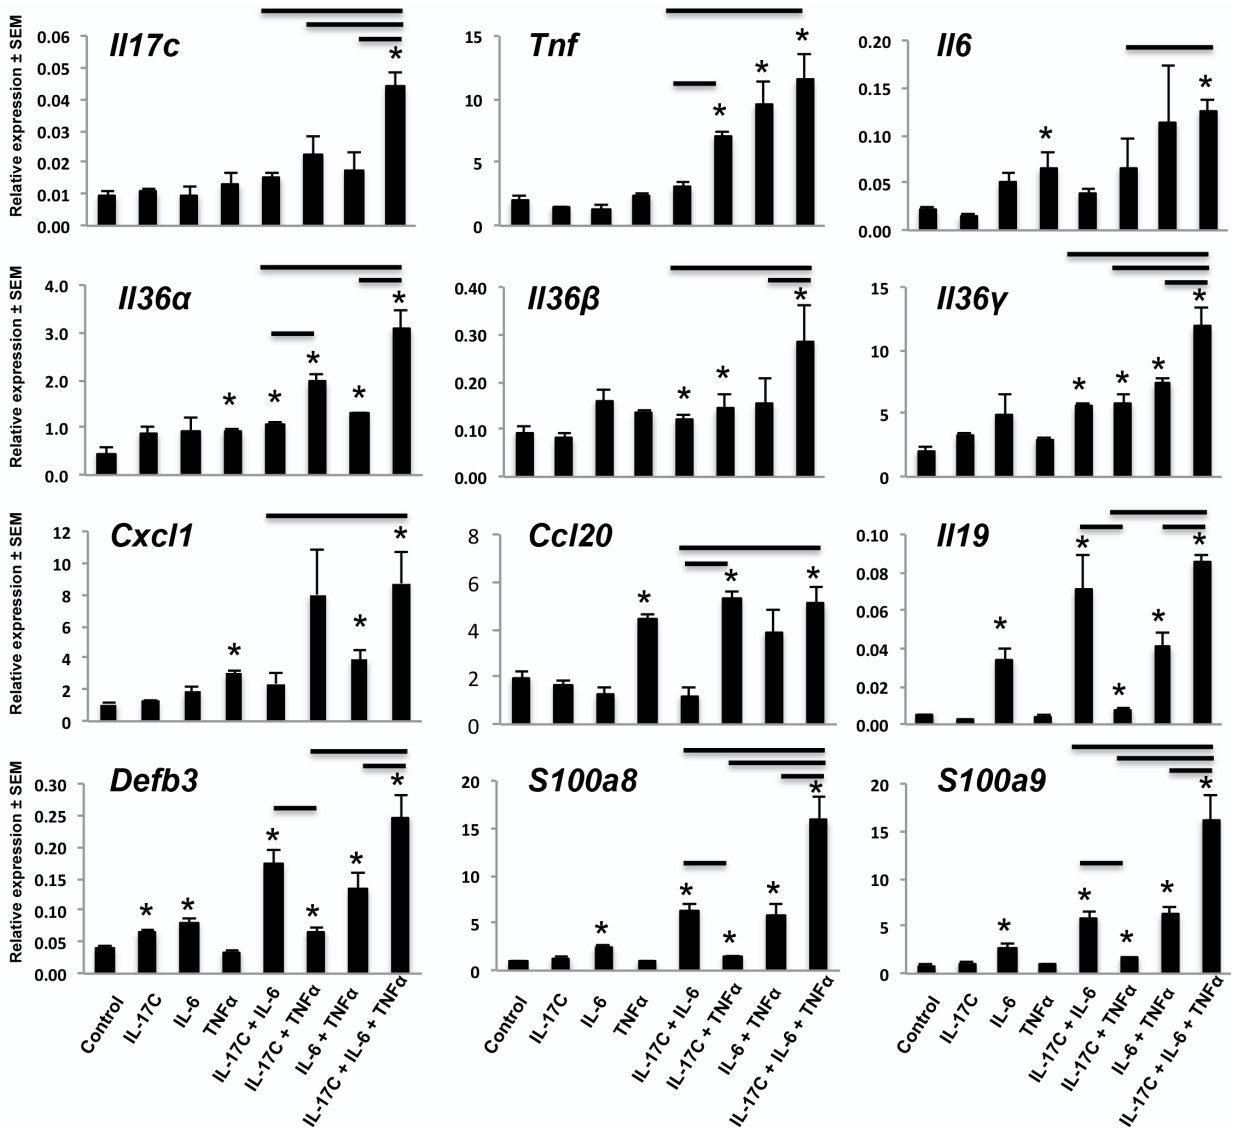 Relative expression ± SEM
Il17c
0.06
0.05
0.04
0.03
0.02
0.01
0.00
*
Tnf
15
10
5
0
* * *
Il6
0.20
0.15
0.10
0.05
0.00
* *
Relative expression ± SEM
Il36α
4.0
3.0
2.0
1.0
0.0
* * * * *
Il36β
0.40
0.30
0.20
0.10
0.00
* * *
Il36γ
15
10
5
0
* * * *
Relative expression ± SEM
Cxcl1
12
10
8
6
4
2
0
* * *
Ccl20
8
6
4
2
0
* * *
Il19
0.10
0.08
0.06
0.04
0.02
0.00
* * * * *
Relative expression ± SEM
Defb3
0.30
0.25
0.20
0.15
0.10
0.05
0.00
* * * * * *
S100a8
20
15
10
5
0
* * * * *
S100a9
20
15
10
5
0
* * * * *
Control
IL-17C
IL-6
TNFα
IL-17C + IL-6
IL-17C + TNFα
IL-6 + TNFα
IL-17C + IL-6 + TNFα
Control
IL-17C
IL-6
TNFα
IL-17C + IL-6
IL-17C + TNFα
IL-6 + TNFα
IL-17C + IL-6 + TNFα
Control
IL-17C
IL-6
TNFα
IL-17C + IL-6
IL-17C + TNFα
IL-6 + TNFα
IL-17C + IL-6 + TNFα